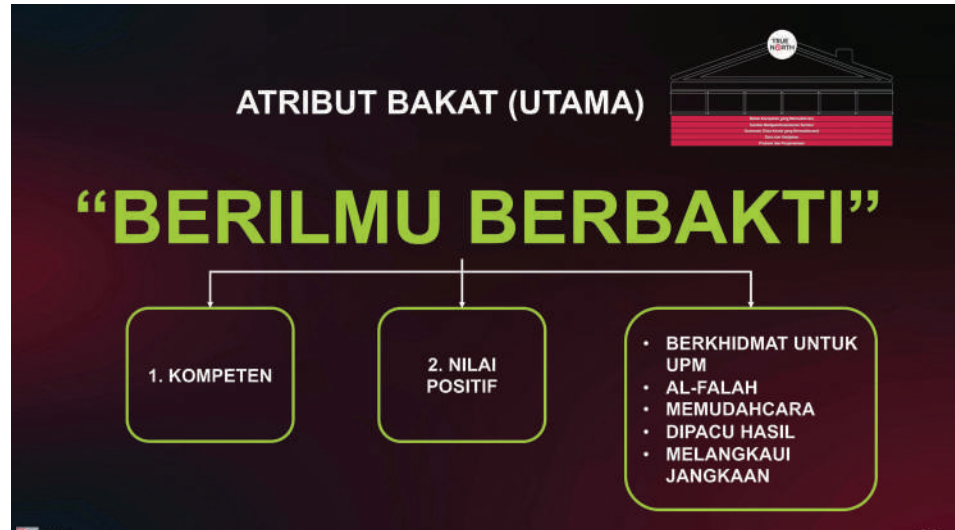 TRUE
NORTH
ATRIBUT BAKAT (UTAMA)
“BERILMU BERBAKTI”
1. KOMPETEN
2. NILAI
POSITIF
• BERKHIDMAT UNTUK
UPM
• AL-FALAH
• MEMUDAHCARA
• DIPACU HASIL
• MELANGKAUI
JANGKAAN